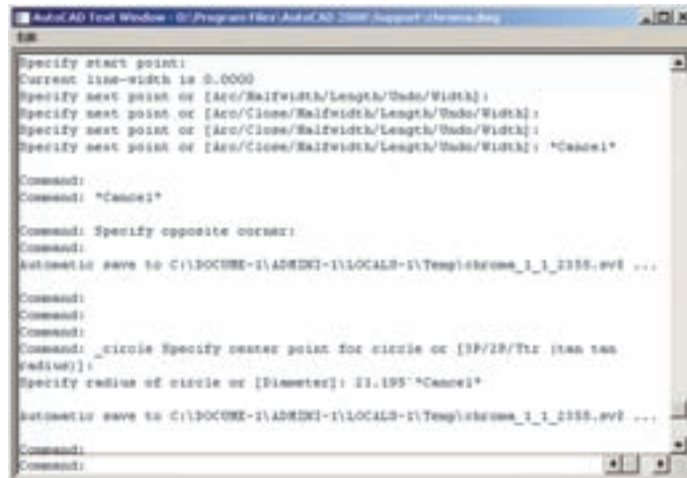 AutoCAD Text Window - D:\Program Files\AutoCAD 2000\Support\chroma.dwg
Edit
Specify start point:
Current line-width is 0.0000
Specify next point or [Arc/Halfwidth/Length/Undo/Width]:
Specify next point or [Arc/Close/Halfwidth/Length/Undo/Width]:
Specify next point or [Arc/Close/Halfwidth/Length/Undo/Width]:
Specify next point or [Arc/Close/Halfwidth/Length/Undo/Width]: *Cancel*
Command:
Command: *Cancel*
Command: Specify opposite corner:
Command:
Automatic save to C:\DOCUME~1\ADMINI~1\LOCALS~1\Temp\chroma_1_1_2355.sv$ ...
Command:
Command:
Command:
Command: _circle Specify center point for circle or [3P/2P/Ttr (tan tan
radius)]:
Specify radius of circle or [Diameter]: 21.195 *Cancel*
Automatic save to C:\DOCUME~1\ADMINI~1\LOCALS~1\Temp\chroma_1_1_2355.sv$ ...
Command:
Command: